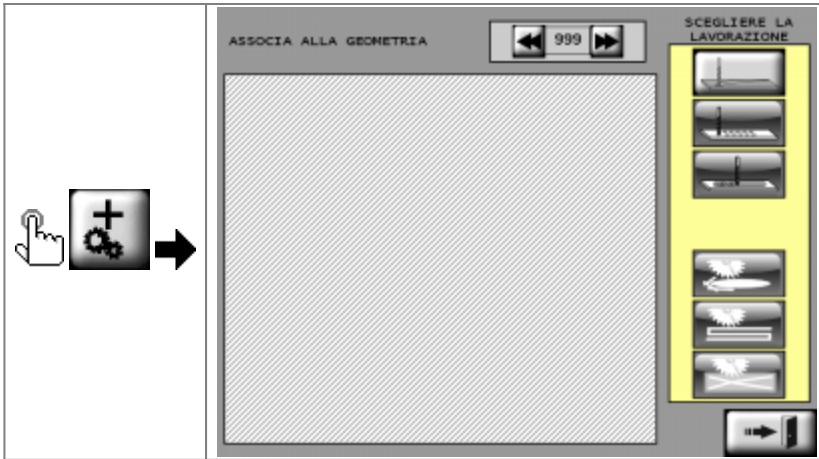 ASSOCIA ALLA GEOMETRIA
999
SCEGLIERE LA
LAVORAZIONE